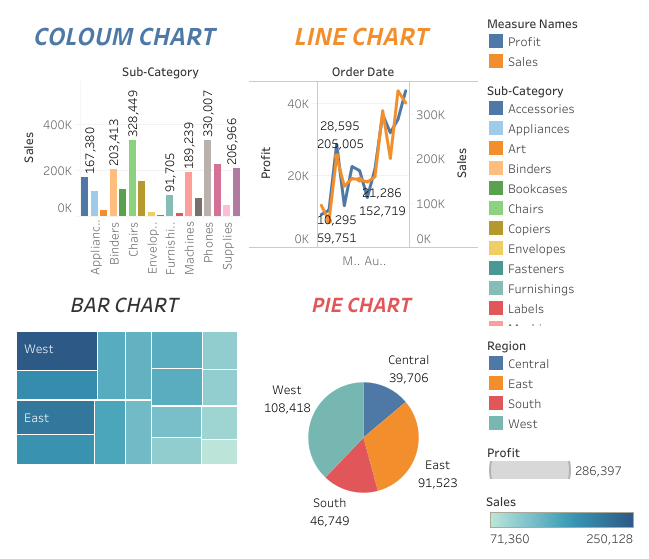 COLOUM CHART
Sub-Category
Sales
400K
200K
0K
167,380
203,413
328,449
91,705
189,239
330,007
206,966
Applianc..
Binders
Chairs
Envelop..
Furnishi..
Machines
Phones
Supplies
LINE CHART
Order Date
Profit
40K
20K
0K
28,595
205,005
21,286
152,719
10,295
59,751
300K
200K
100K
0K
Sales
M.. Au..
Measure Names
Profit
Sales
Sub-Category
Accessories
Appliances
Art
Binders
Bookcases
Chairs
Copiers
Envelopes
Fasteners
Furnishings
Labels
BAR CHART
West
East
PIE CHART
Central
39,706
West
108,418
East
91,523
South
46,749
Region
Central
East
South
West
Profit
286,397
Sales
71,360 250,128